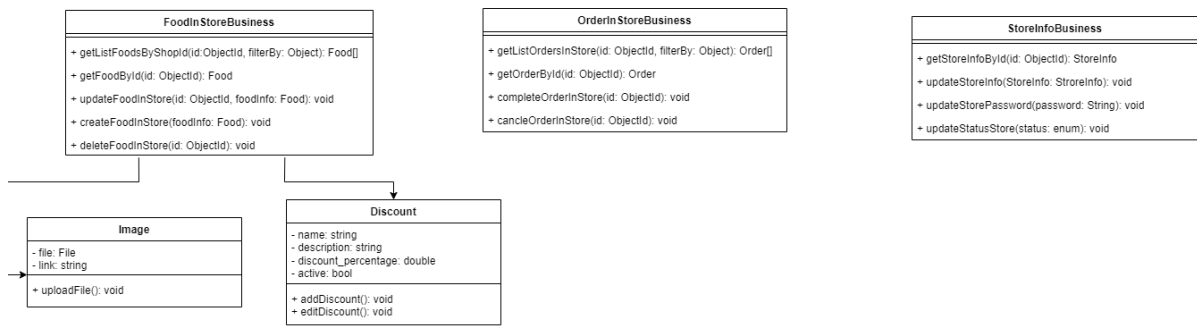 FoodInStoreBusiness
+ getListFoodsByShopId(id:ObjectId, filterBy: Object): Food[]
+ getFoodById(id: ObjectId): Food
+ updateFoodInStore(id: ObjectId, foodInfo: Food): void
+ createFoodInStore(foodInfo: Food): void
+ deleteFoodInStore(id: ObjectId): void
OrderInStoreBusiness
+ getListOrdersInStore(id: ObjectId, filterBy: Object): Order[]
+ getOrderById(id: ObjectId): Order
+ completeOrderInStore(id: ObjectId): void
+ cancleOrderInStore(id: ObjectId): void
StoreInfoBusiness
+ getStoreInfoById(id: ObjectId): StoreInfo
+ updateStoreInfo(StoreInfo: StroreInfo): void
+ updateStorePassword(password: String): void
+ updateStatusStore(status: enum): void
Image
- file: File
- link: string
+ uploadFile(): void
Discount
- name: string
- description: string
- discount_percentage: double
- active: bool
+ addDiscount(): void
+ editDiscount(): void